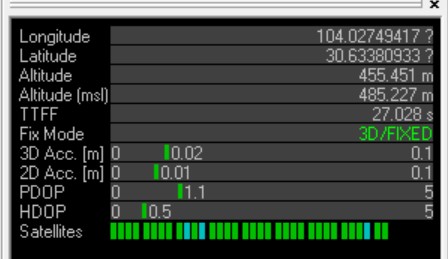 Longitude 104.02749417 ?
Latitude 30.63380933 ?
Altitude 455.451 m
Altitude (msl) 485.227 m
TTFF 27.028 s
Fix Mode 3D/FIXED
3D Acc. [m] 0 0.02 0.1
2D Acc. [m] 0 0.01 0.1
PDOP 0 1.1 5
HDOP 0 0.5 5
Satellites